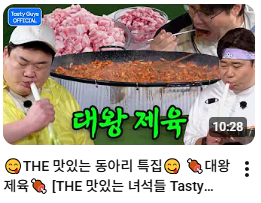 Tasty Guys
OFFICIAL
대왕 제육
10:28
😋THE 맛있는 동아리 특집😋 🍖대왕
제육🍖 [THE 맛있는 녀석들 Tasty...